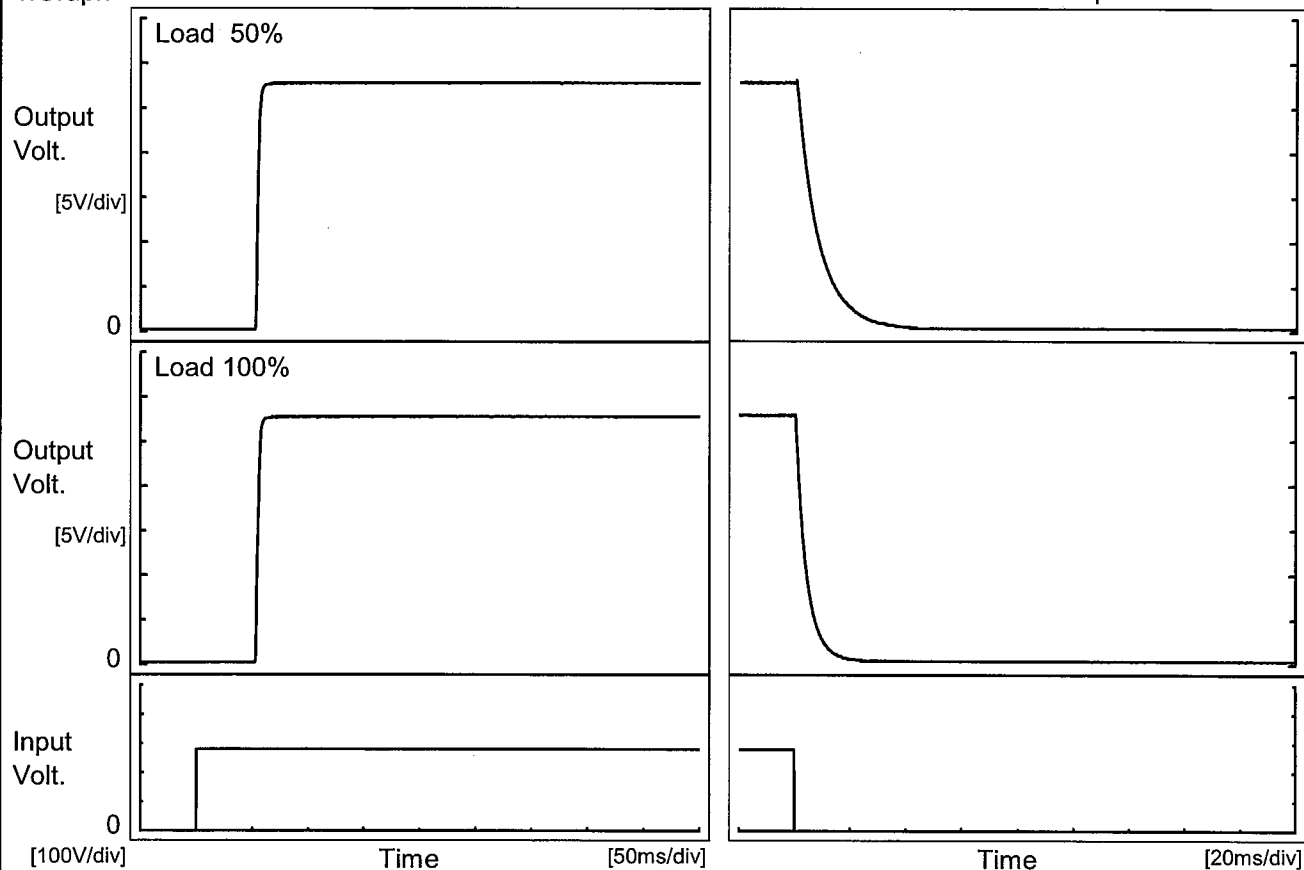 Load 50%
Output
Volt.
[5V/div]
0
Load 100%
Output
Volt.
[5V/div]
0
Input
Volt.
0
[100V/div]
Time
[50ms/div]
Time
[20ms/div]